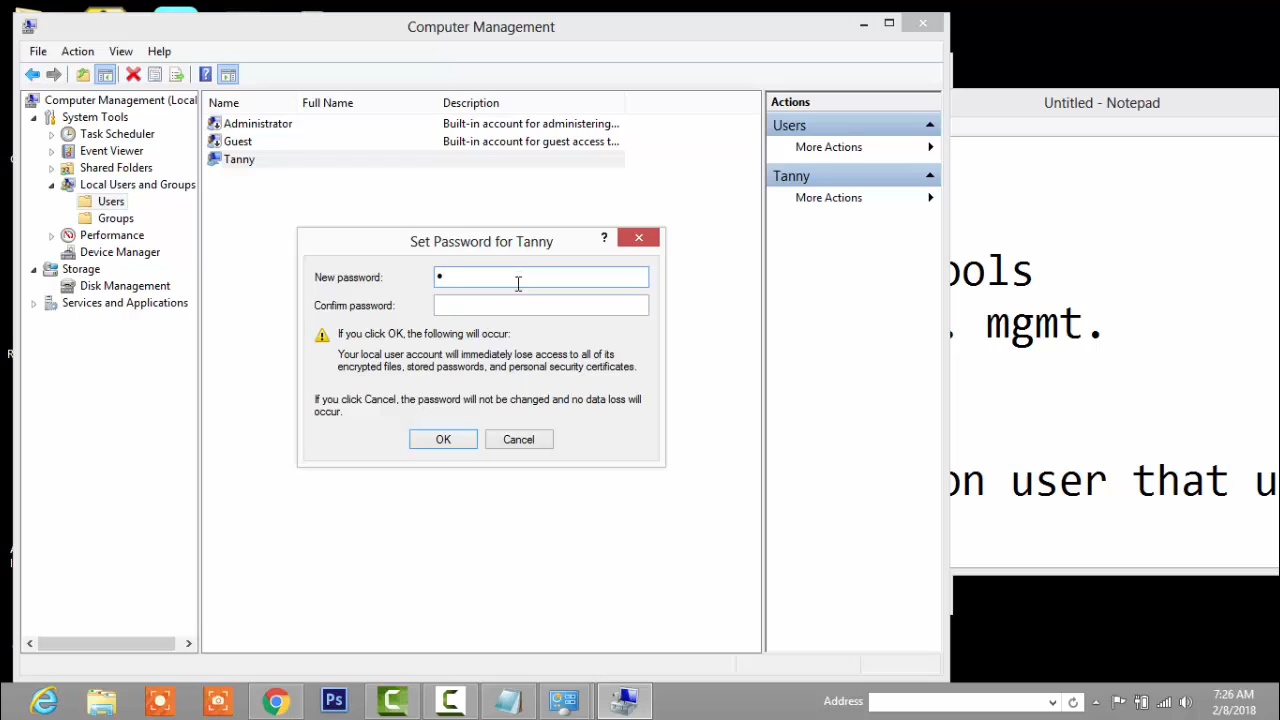 Computer Management
File Action View Help
Computer Management (Local
System Tools
Task Scheduler
Event Viewer
Shared Folders
Local Users and Groups
Users
Groups
Performance
Device Manager
Storage
Disk Management
Services and Applications
Name Full Name Description
Administrator Built-in account for administering...
Guest Built-in account for guest access t...
Tanny
Actions
Users
More Actions
Tanny
More Actions
Set Password for Tanny
New password:
Confirm password:
If you click OK, the following will occur:
Your local user account will immediately lose access to all of its
encrypted files, stored passwords, and personal security certificates.
If you click Cancel, the password will not be changed and no data loss will
occur.
OK Cancel
Untitled - Notepad
ools
. mgmt.
on user that u
Ps
Address
7:26 AM
2/8/2018